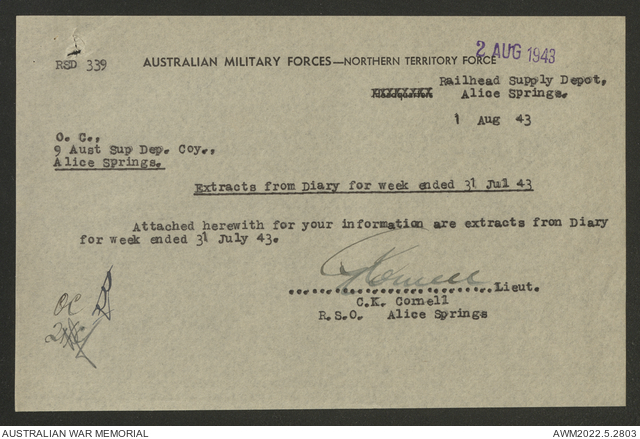 2 AUG 1943
RSD 339
AUSTRALIAN MILITARY FORCES—NORTHERN TERRITORY FORCE
Railhead Supply Depot,
Alice Springs.
1 Aug 43
O. C.,
9 Aust Sup Dep. Coy.,
Alice Springs.
Extracts from Diary for week ended 31 Jul 43
Attached herewith for your information are extracts fron Diary
for week ended 31 July 43.
....................Lieut.
C.K. Cornell
R.S.O. Alice Springs
OC
AUSTRALIAN WAR MEMORIAL
AWM2022.5.2803